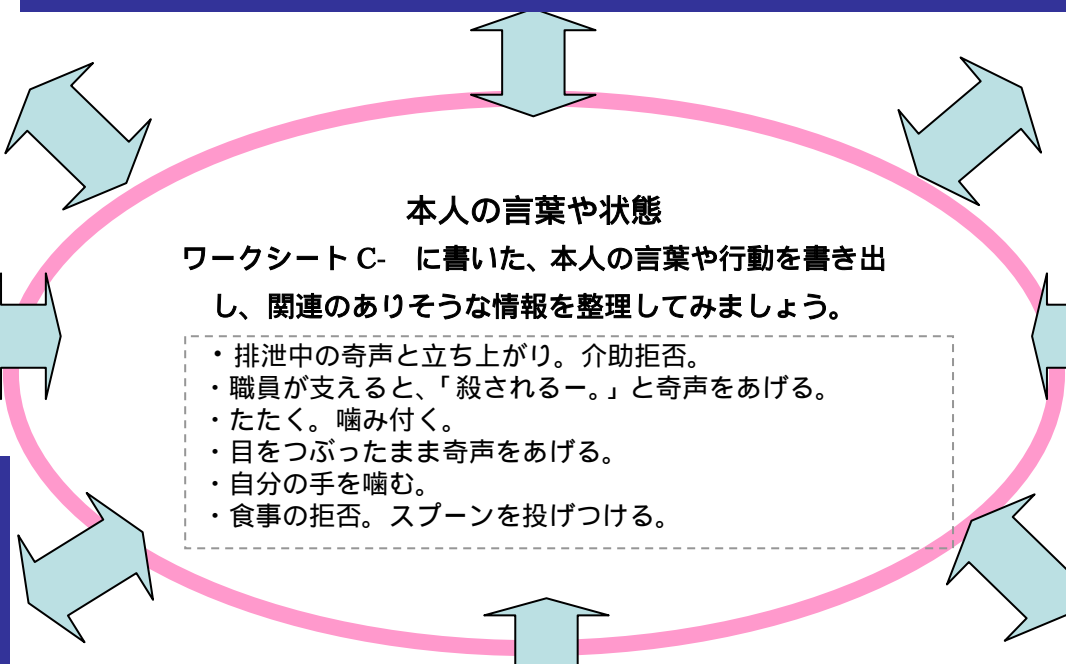 本人の言葉や状態
ワークシート C-　に書いた、本人の言葉や行動を書き出
し、関連のありそうな情報を整理してみましょう。
・排泄中の奇声と立ち上がり。介助拒否。
・職員が支えると、「殺されるー。」と奇声をあげる。
・たたく。噛み付く。
・目をつぶったまま奇声をあげる。
・自分の手を噛む。
・食事の拒否。スプーンを投げつける。